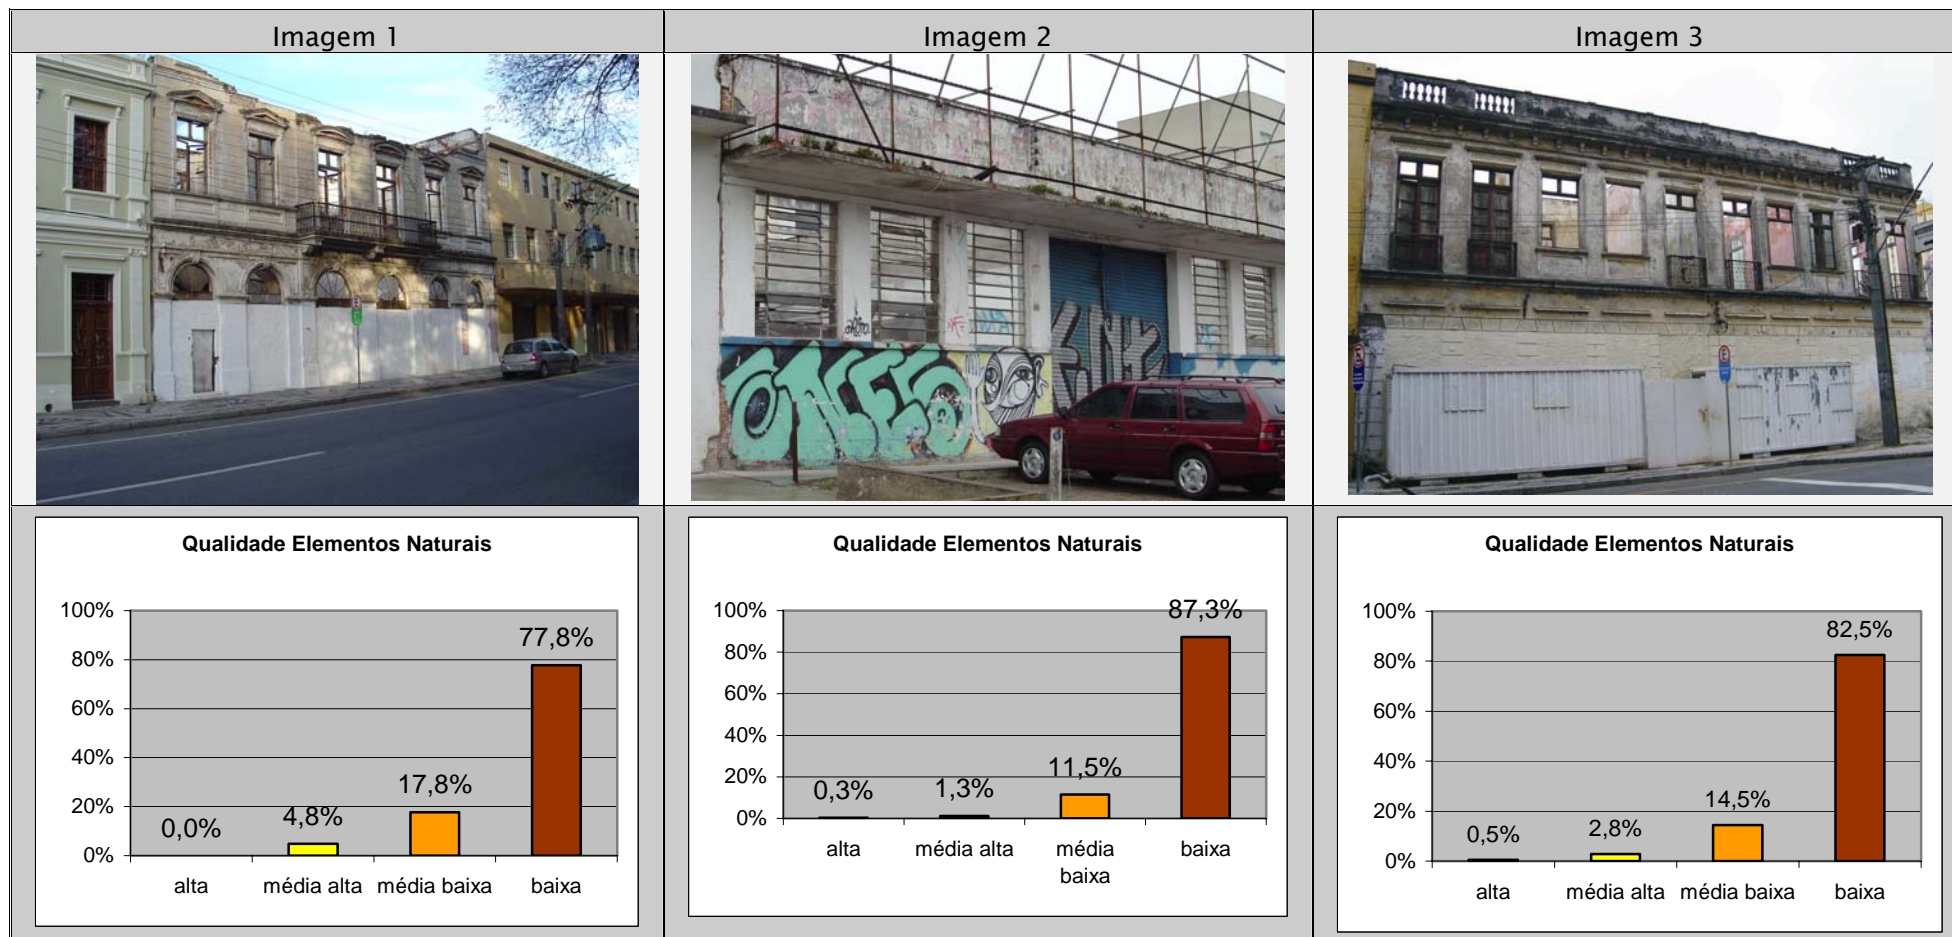 Imagem 1
Imagem 2
Imagem 3
ONES
Qualidade Elementos Naturais
100%
80%
60%
40%
20%
0%
0,0%
4,8%
17,8%
77,8%
alta
média alta
média baixa
baixa
Qualidade Elementos Naturais
100%
80%
60%
40%
20%
0%
0,3%
1,3%
11,5%
87,3%
alta
média alta
média
baixa
baixa
Qualidade Elementos Naturais
100%
80%
60%
40%
20%
0%
0,5%
2,8%
14,5%
82,5%
alta
média alta
média baixa
baixa